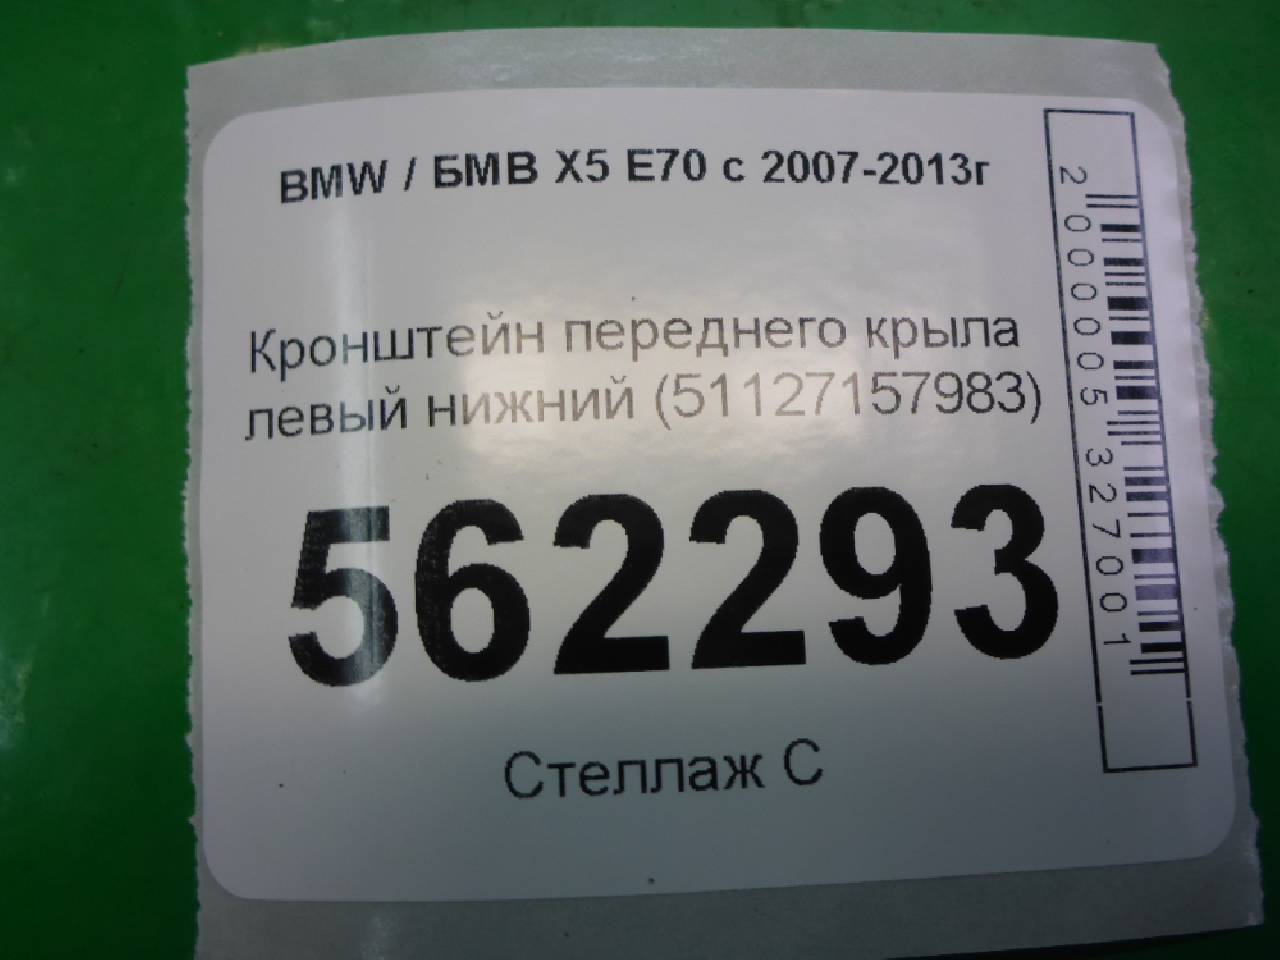 BMW / БМВ X5 E70 с 2007-2013г
Кронштейн переднего крыла
левый нижний (51127157983)
562293
Стеллаж С
2000005327001